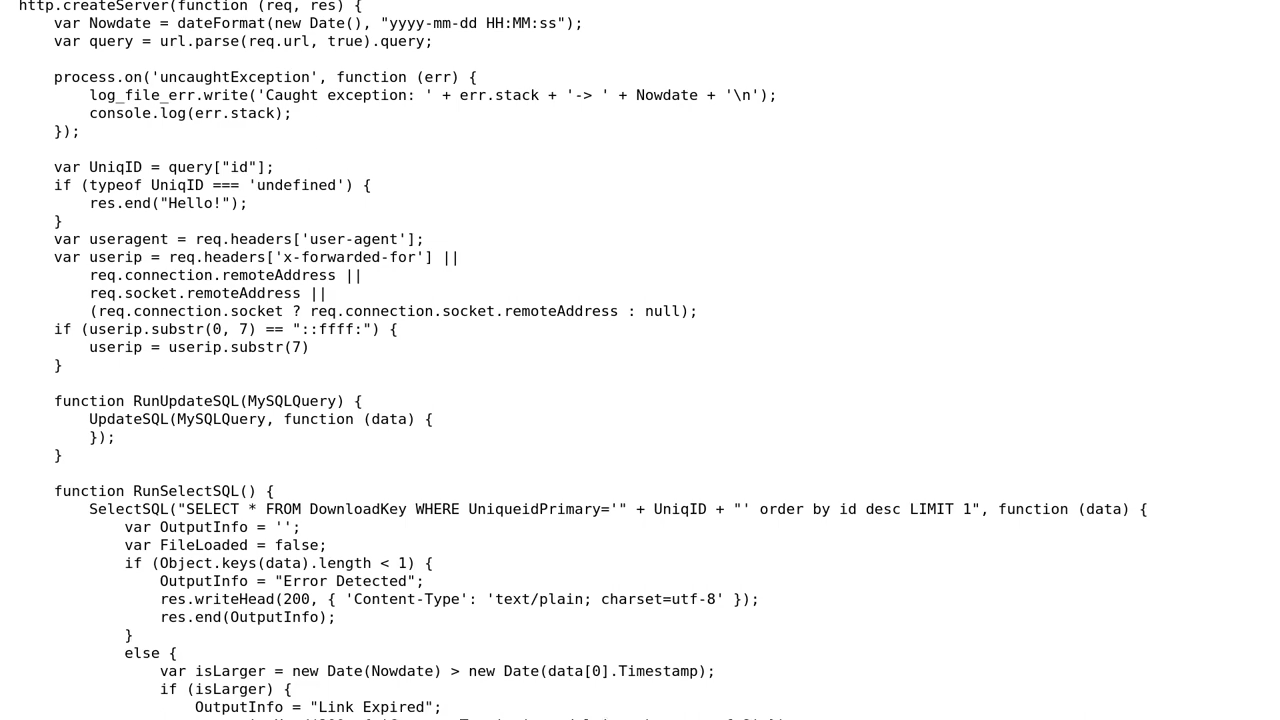 http.createServer(function (req, res) {
    var Nowdate = dateFormat(new Date(), "yyyy-mm-dd HH:MM:ss");
    var query = url.parse(req.url, true).query;

    process.on('uncaughtException', function (err) {
        log_file_err.write('Caught exception: ' + err.stack + '-> ' + Nowdate + '\n');
        console.log(err.stack);
    });

    var UniqID = query["id"];
    if (typeof UniqID === 'undefined') {
        res.end("Hello!");
    }
    var useragent = req.headers['user-agent'];
    var userip = req.headers['x-forwarded-for'] ||
        req.connection.remoteAddress ||
        req.socket.remoteAddress ||
        (req.connection.socket ? req.connection.socket.remoteAddress : null);
    if (userip.substr(0, 7) == "::ffff:") {
        userip = userip.substr(7)
    }

    function RunUpdateSQL(MySQLQuery) {
        UpdateSQL(MySQLQuery, function (data) {
        });
    }

    function RunSelectSQL() {
        SelectSQL("SELECT * FROM DownloadKey WHERE UniqueidPrimary='" + UniqID + "' order by id desc LIMIT 1", function (data) {
            var OutputInfo = '';
            var FileLoaded = false;
            if (Object.keys(data).length < 1) {
                OutputInfo = "Error Detected";
                res.writeHead(200, { 'Content-Type': 'text/plain; charset=utf-8' });
                res.end(OutputInfo);
            }
            else {
                var isLarger = new Date(Nowdate) > new Date(data[0].Timestamp);
                if (isLarger) {
                    OutputInfo = "Link Expired";